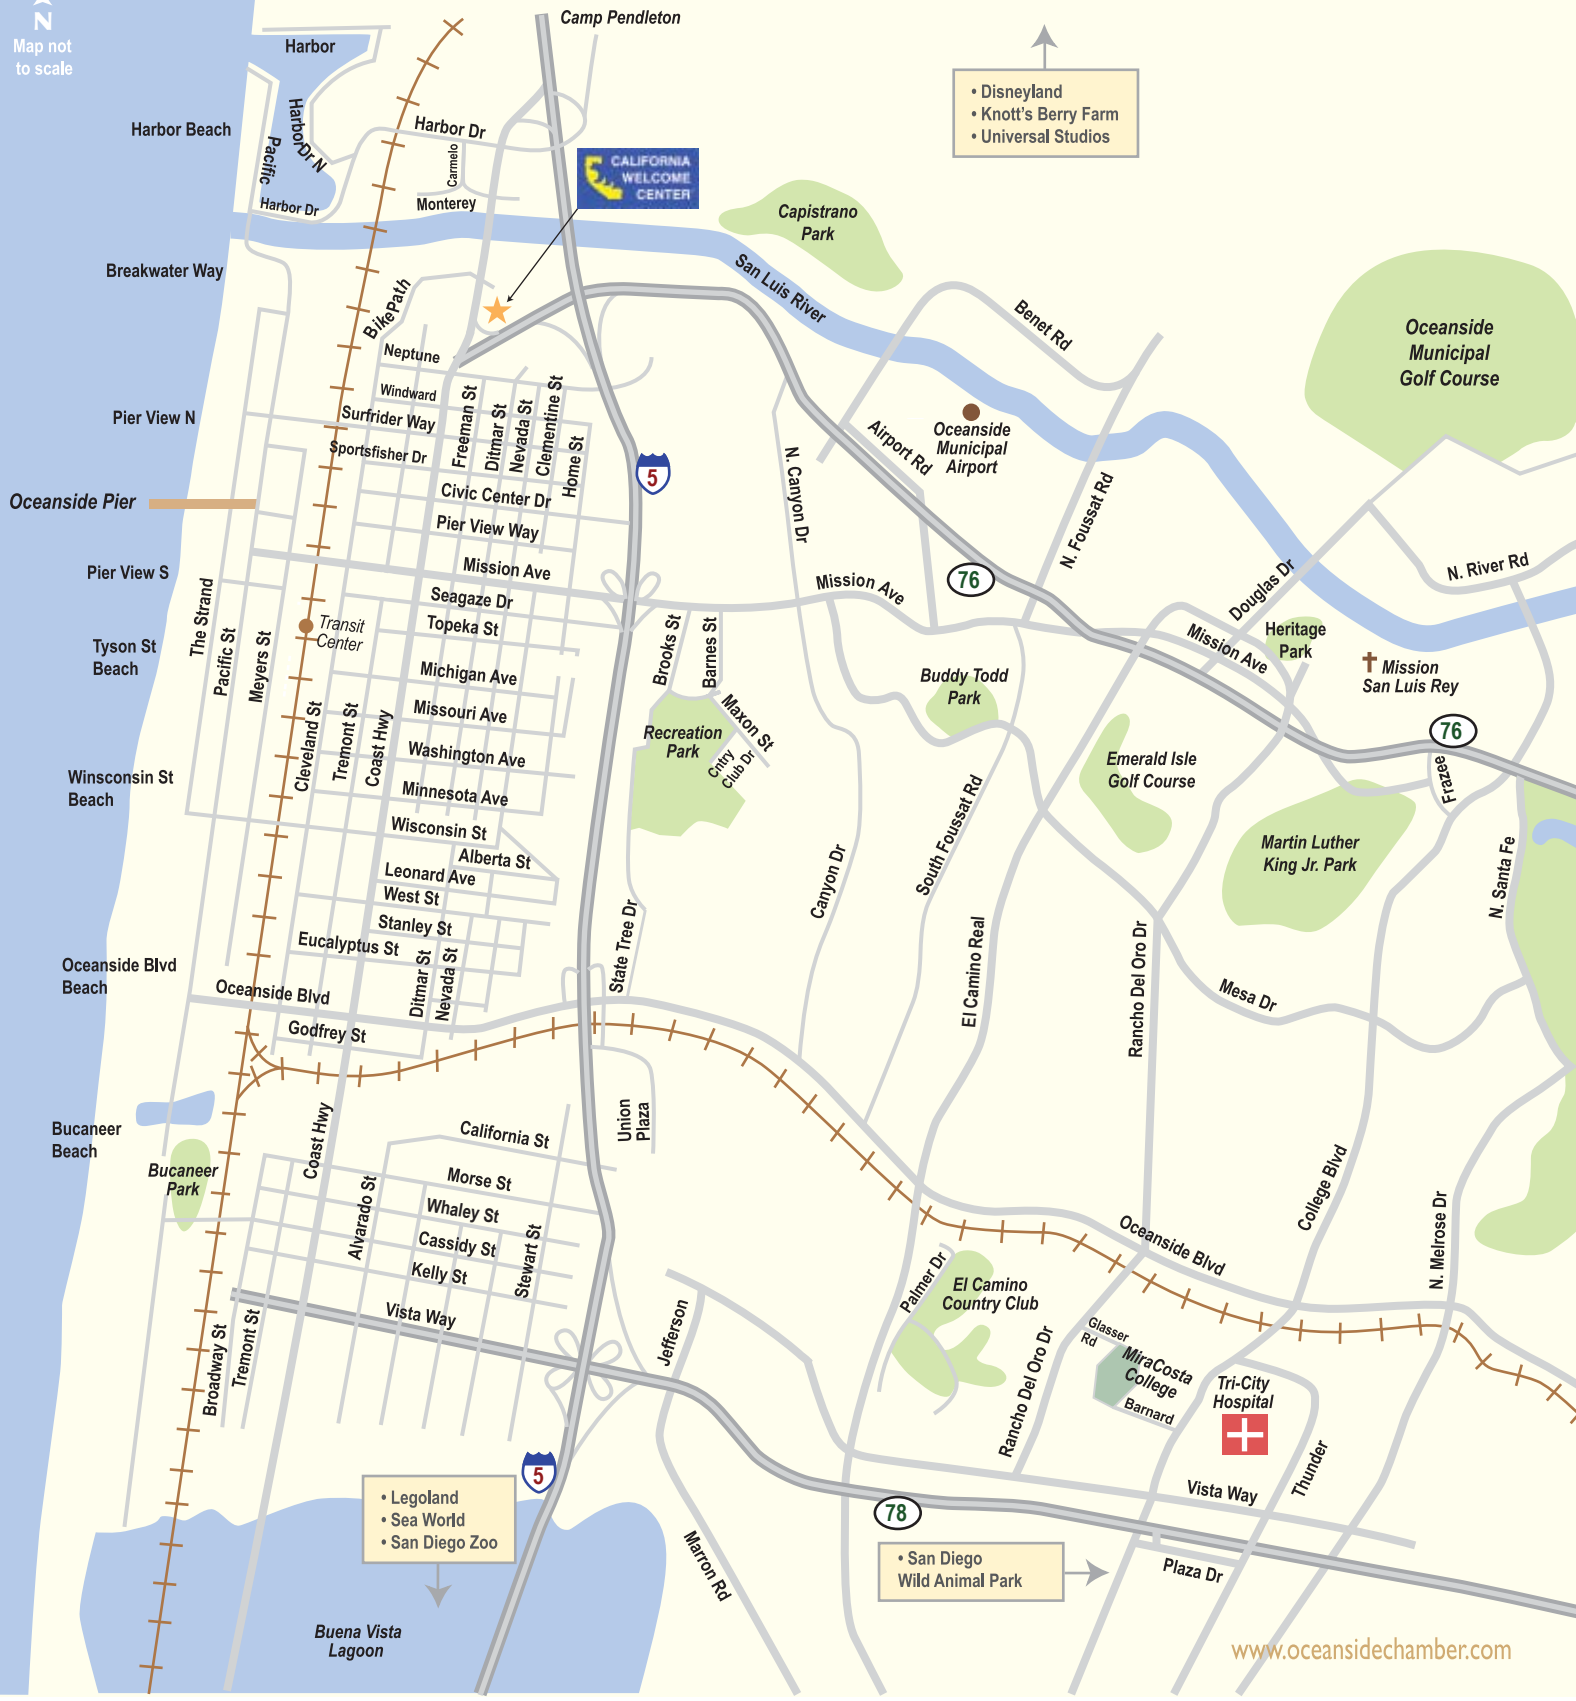 N
Map not
to scale
Harbor
Camp Pendleton
• Disneyland
• Knott's Berry Farm
• Universal Studios
Harbor Beach
Harbor Dr N
Pacific
Harbor Dr
Carmelo
Monterey
Harbor Dr
CALIFORNIA
WELCOME
CENTER
Capistrano
Park
San Luis River
Breakwater Way
BikePath
Benet Rd
Oceanside
Municipal
Golf Course
Neptune
Windward
Surfrider Way
Sportsfisher Dr
Pier View N
Freeman St
Ditmar St
Nevada St
Clementine St
Home St
5
N. Canyon Dr
Airport Rd
Oceanside
Municipal
Airport
N. Foussat Rd
Oceanside Pier
Civic Center Dr
Pier View Way
Mission Ave
Seagaze Dr
Topeka St
Pier View S
Mission Ave
76
Douglas Dr
N. River Rd
Heritage
Park
Mission Ave
Mission
San Luis Rey
The Strand
Pacific St
Meyers St
Transit
Center
Tyson St
Beach
Michigan Ave
Missouri Ave
Washington Ave
Minnesota Ave
Cleveland St
Tremont St
Coast Hwy
Brooks St
Barnes St
Maxon St
Recreation
Park
Cntry
Club Dr
Buddy Todd
Park
Emerald Isle
Golf Course
76
Frazee
Winsconsin St
Beach
Wisconsin St
Alberta St
Leonard Ave
West St
Stanley St
Eucalyptus St
Ditmar St
Nevada St
State Tree Dr
Canyon Dr
South Foussat Rd
El Camino Real
Rancho Del Oro Dr
Martin Luther
King Jr. Park
N. Santa Fe
Mesa Dr
Oceanside Blvd
Beach
Oceanside Blvd
Godfrey St
Bucaneer
Beach
Bucaneer
Park
Coast Hwy
California St
Union
Plaza
Morse St
Whaley St
Cassidy St
Kelly St
Alvarado St
Stewart St
Vista Way
Broadway St
Tremont St
Jefferson
Palmer Dr
El Camino
Country Club
Oceanside Blvd
College Blvd
N. Melrose Dr
Rancho Del Oro Dr
Glasser
Rd
MiraCosta
College
Barnard
Tri-City
Hospital
Thunder
Vista Way
5
• Legoland
• Sea World
• San Diego Zoo
78
• San Diego
Wild Animal Park
Plaza Dr
Marron Rd
Buena Vista
Lagoon
www.oceansidechamber.com